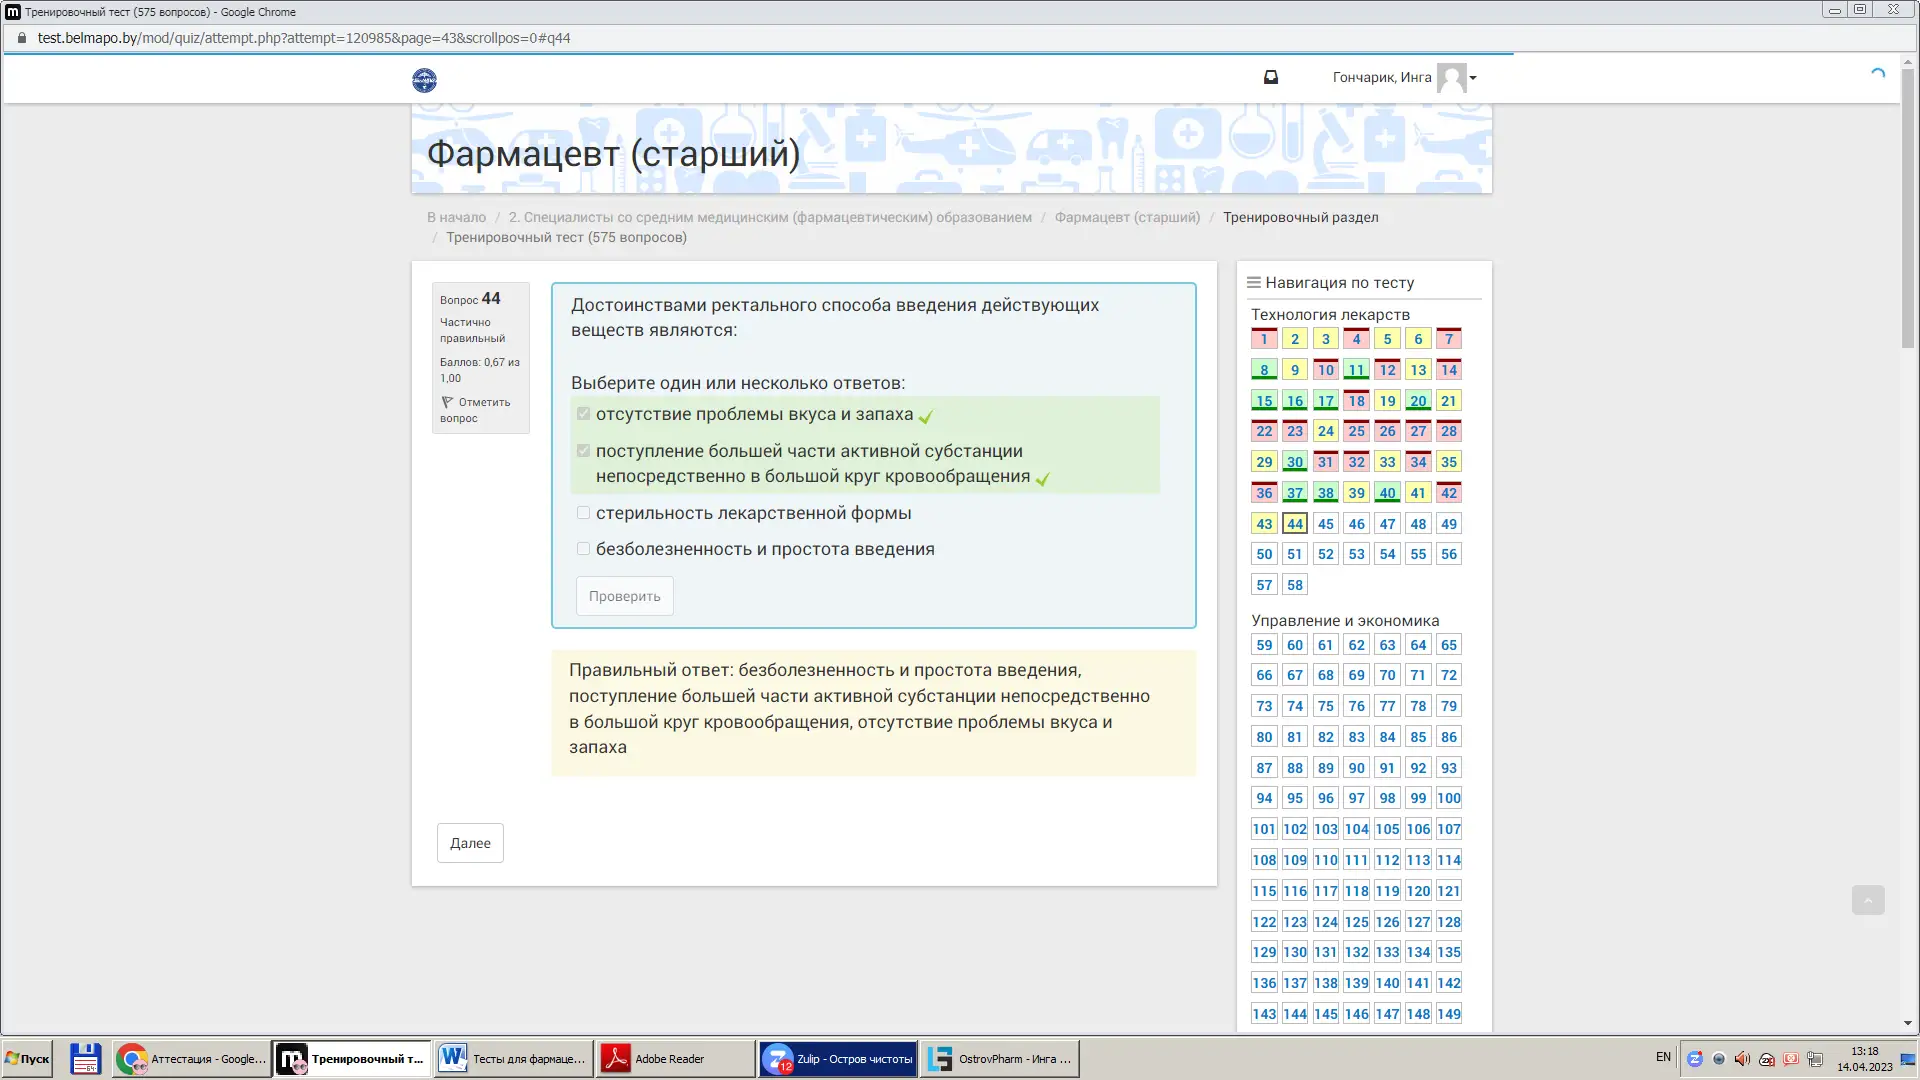 Тренировочный тест (575 вопросов) - Google Chrome
test.belmapo.by/mod/quiz/attempt.php?attempt=120985&page=43&scrollpos=0#q44
Гончарик, Инга
Фармацевт (старший)
В начало / 2. Специалисты со средним медицинским (фармацевтическим) образованием / Фармацевт (старший) / Тренировочный раздел
/ Тренировочный тест (575 вопросов)
Вопрос 44
Частично
правильный
Баллов: 0,67 из
1,00
Отметить
вопрос
Достоинствами ректального способа введения действующих
веществ являются:
Выберите один или несколько ответов:
отсутствие проблемы вкуса и запаха
поступление большей части активной субстанции
непосредственно в большой круг кровообращения
стерильность лекарственной формы
безболезненность и простота введения
Проверить
Правильный ответ: безболезненность и простота введения,
поступление большей части активной субстанции непосредственно
в большой круг кровообращения, отсутствие проблемы вкуса и
запаха
Далее
Навигация по тесту
Технология лекарств
1 2 3 4 5 6 7
8 9 10 11 12 13 14
15 16 17 18 19 20 21
22 23 24 25 26 27 28
29 30 31 32 33 34 35
36 37 38 39 40 41 42
43 44 45 46 47 48 49
50 51 52 53 54 55 56
57 58
Управление и экономика
59 60 61 62 63 64 65
66 67 68 69 70 71 72
73 74 75 76 77 78 79
80 81 82 83 84 85 86
87 88 89 90 91 92 93
94 95 96 97 98 99 100
101 102 103 104 105 106 107
108 109 110 111 112 113 114
115 116 117 118 119 120 121
122 123 124 125 126 127 128
129 130 131 132 133 134 135
136 137 138 139 140 141 142
143 144 145 146 147 148 149
Пуск
Аттестация - Google...
Тренировочный т...
Тесты для фармаце...
Adobe Reader
12
Zulip - Остров чистоты
OstrovPharm - Инга ...
EN
13:18
14.04.2023